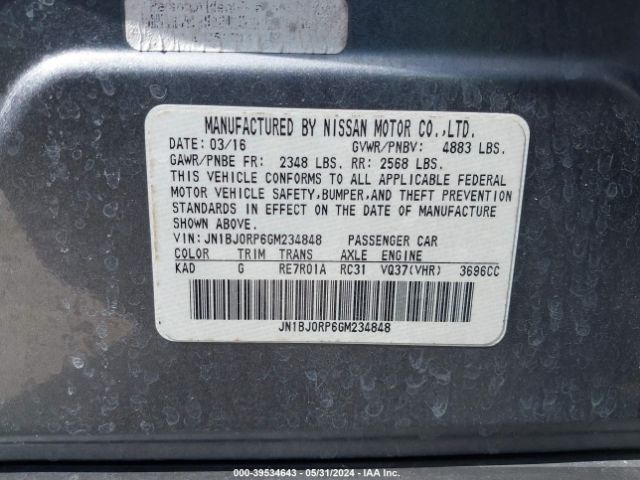 MANUFACTURED BY NISSAN MOTOR CO.,LTD.
DATE: 03/16 GVWR/PNBV: 4883 LBS.
GAWR/PNBE FR: 2348 LBS. RR: 2568 LBS.
THIS VEHICLE CONFORMS TO ALL APPLICABLE FEDERAL
MOTOR VEHICLE SAFETY,BUMPER,AND THEFT PREVENTION
STANDARDS IN EFFECT ON THE DATE OF MANUFACTURE
SHOWN ABOVE.
VIN: JN1BJ0RP6GM234848 PASSENGER CAR
COLOR TRIM TRANS AXLE ENGINE
KAD G RE7R01A RC31 VQ37(VHR) 3696CC
JN1BJ0RP6GM234848
000-39534643 - 05/31/2024 - IAA Inc.